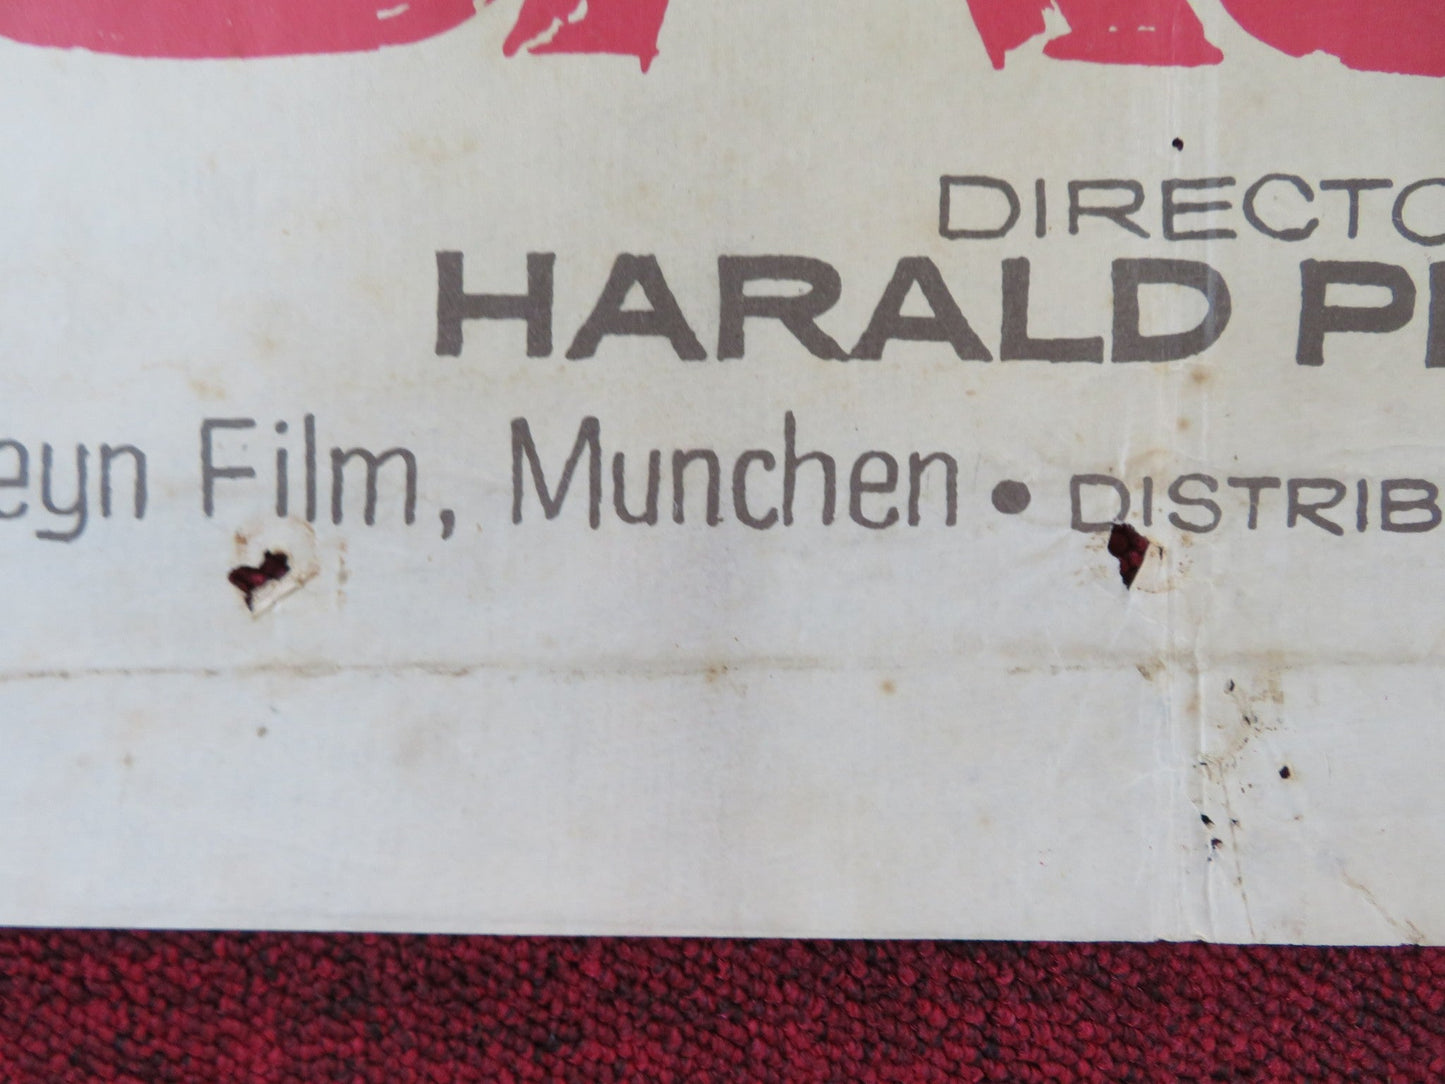 DIRECTO
HARALD P
eyn Film, Munchen • DISTRIB